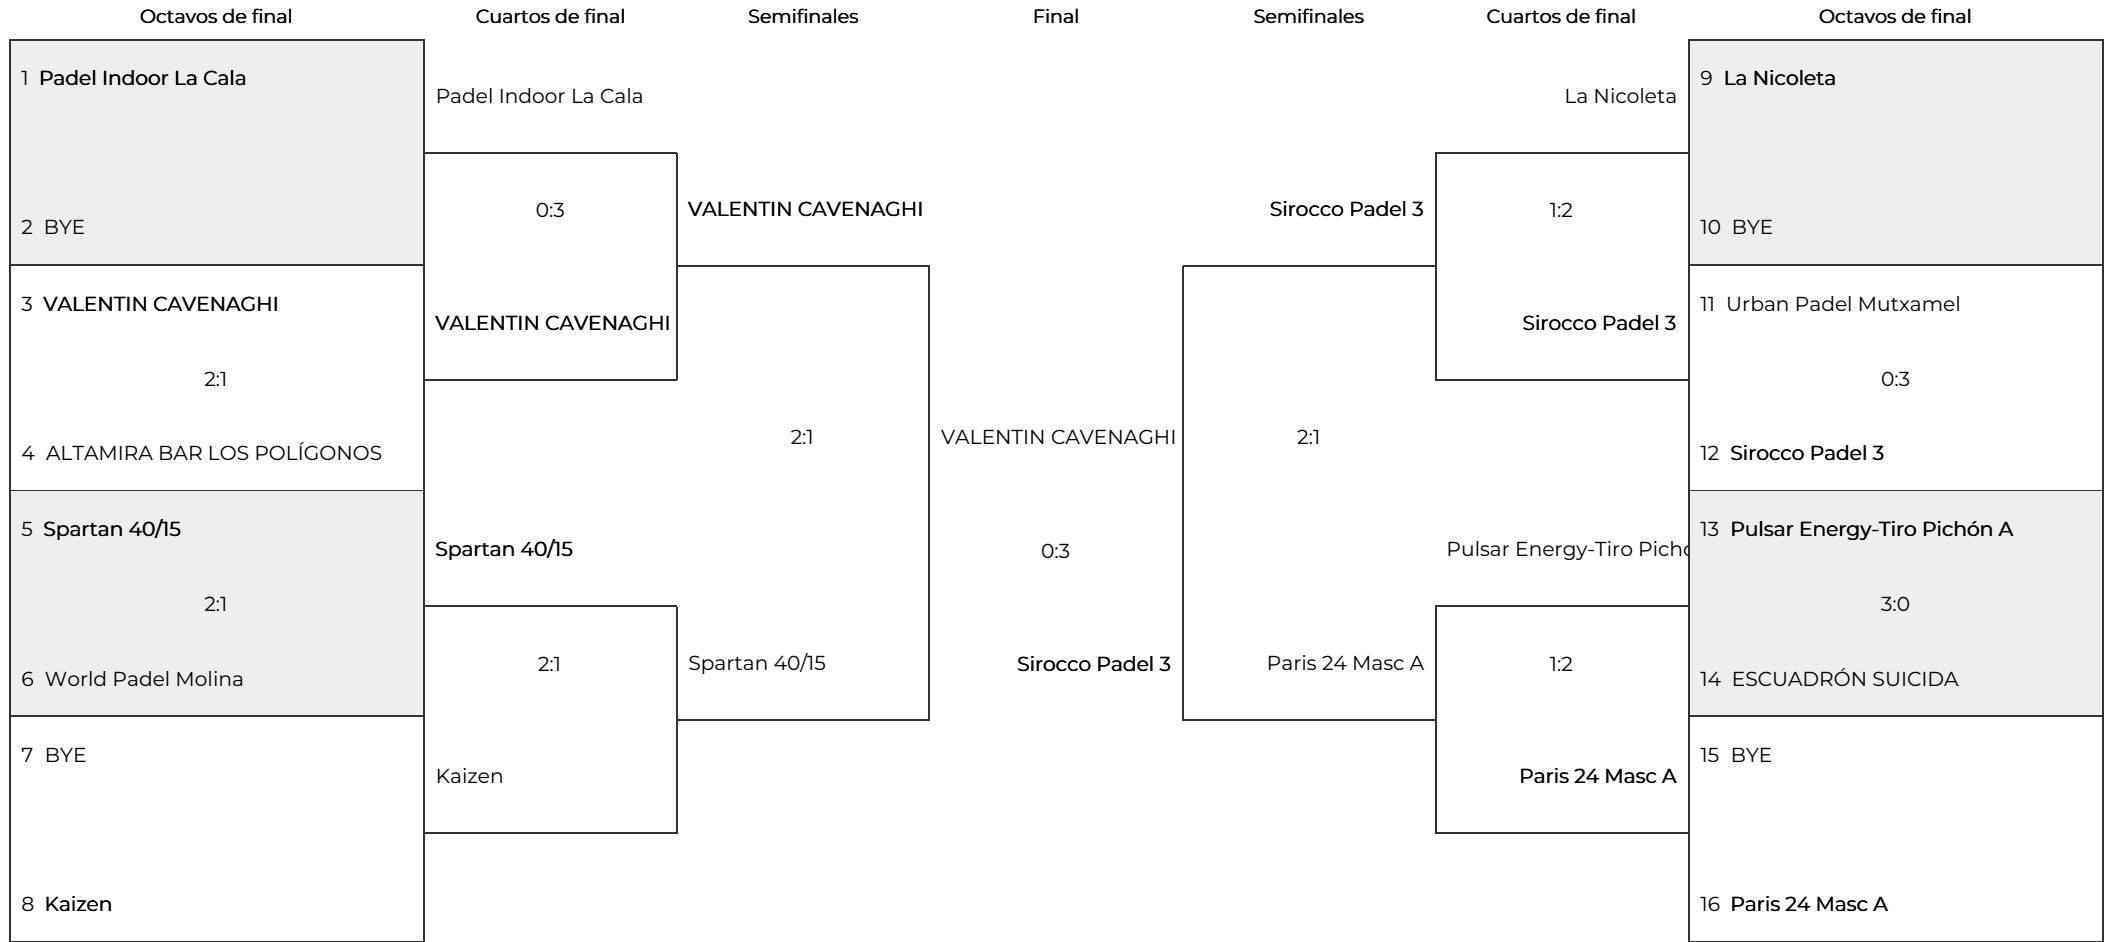 Octavos de final
Cuartos de final
Semifinales
Final
Semifinales
Cuartos de final
Octavos de final
1 Padel Indoor La Cala
2 BYE
3 VALENTIN CAVENAGHI
2:1
4 ALTAMIRA BAR LOS POLÍGONOS
5 Spartan 40/15
2:1
6 World Padel Molina
7 BYE
8 Kaizen
Padel Indoor La Cala
0:3
VALENTIN CAVENAGHI
Spartan 40/15
2:1
Kaizen
VALENTIN CAVENAGHI
2:1
Spartan 40/15
VALENTIN CAVENAGHI
0:3
Sirocco Padel 3
Sirocco Padel 3
2:1
Paris 24 Masc A
La Nicoleta
1:2
Sirocco Padel 3
Pulsar Energy-Tiro Picho
1:2
Paris 24 Masc A
9 La Nicoleta
10 BYE
11 Urban Padel Mutxamel
0:3
12 Sirocco Padel 3
13 Pulsar Energy-Tiro Pichón A
3:0
14 ESCUADRÓN SUICIDA
15 BYE
16 Paris 24 Masc A